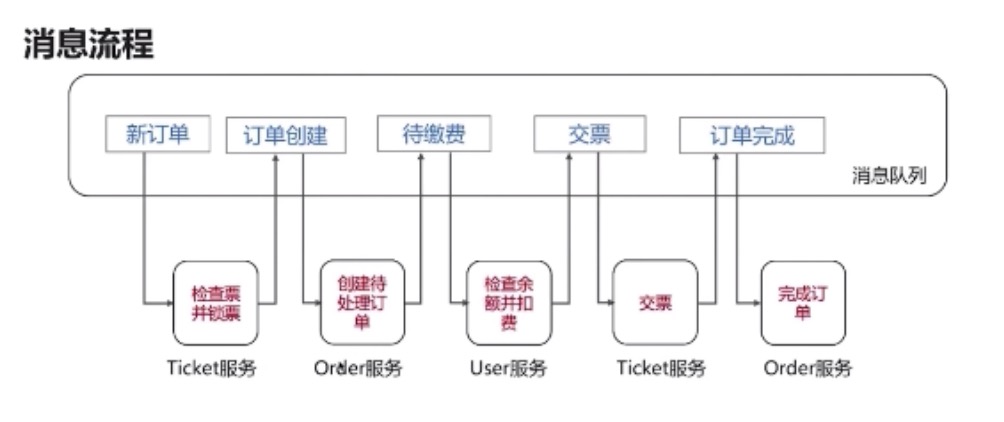 消息流程
新订单
订单创建
待缴费
交票
订单完成
消息队列
检查票
并锁票
创建待
处理订
单
检查余
额并扣
费
交票
完成订
单
Ticket服务
Order服务
User服务
Ticket服务
Order服务